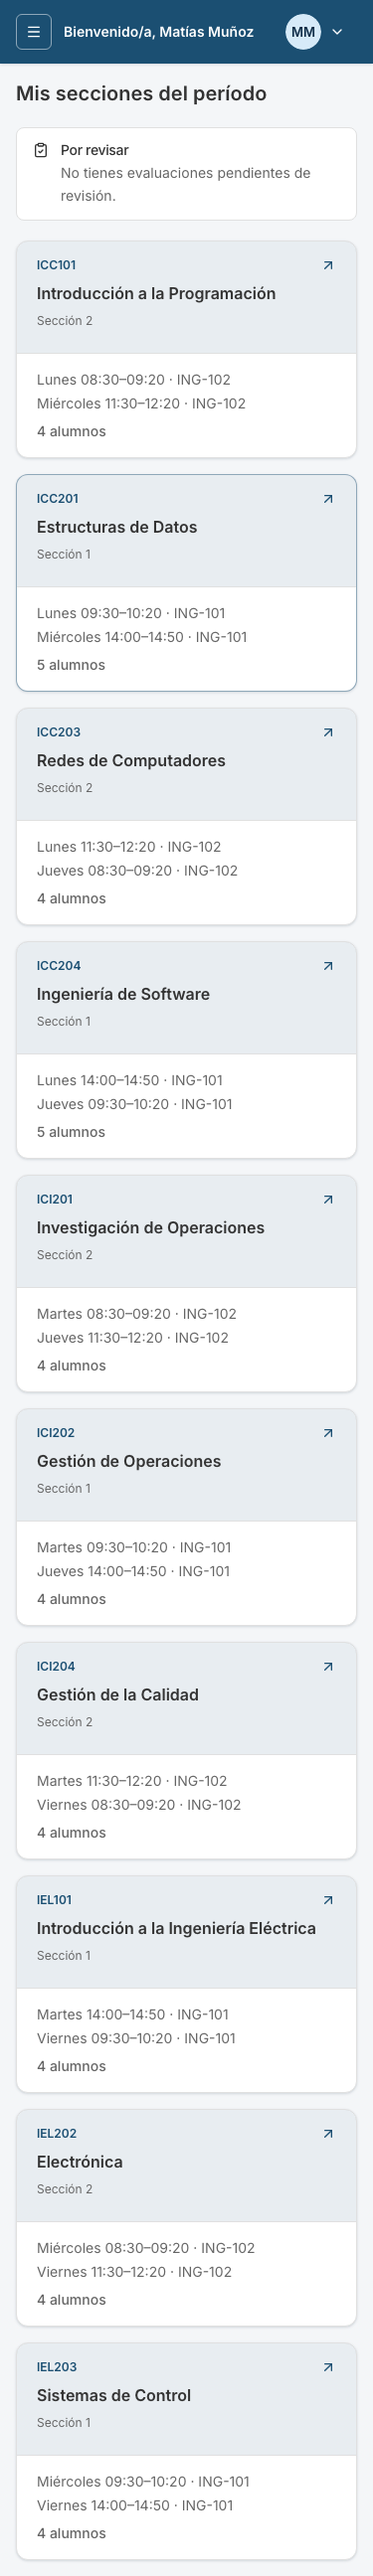 Bienvenido/a, Matías Muñoz
MM
Mis secciones del período
Por revisar
No tienes evaluaciones pendientes de
revisión.
ICC101
Introducción a la Programación
Sección 2
Lunes 08:30–09:20 · ING-102
Miércoles 11:30–12:20 · ING-102
4 alumnos
ICC201
Estructuras de Datos
Sección 1
Lunes 09:30–10:20 · ING-101
Miércoles 14:00–14:50 · ING-101
5 alumnos
ICC203
Redes de Computadores
Sección 2
Lunes 11:30–12:20 · ING-102
Jueves 08:30–09:20 · ING-102
4 alumnos
ICC204
Ingeniería de Software
Sección 1
Lunes 14:00–14:50 · ING-101
Jueves 09:30–10:20 · ING-101
5 alumnos
ICI201
Investigación de Operaciones
Sección 2
Martes 08:30–09:20 · ING-102
Jueves 11:30–12:20 · ING-102
4 alumnos
ICI202
Gestión de Operaciones
Sección 1
Martes 09:30–10:20 · ING-101
Jueves 14:00–14:50 · ING-101
4 alumnos
ICI204
Gestión de la Calidad
Sección 2
Martes 11:30–12:20 · ING-102
Viernes 08:30–09:20 · ING-102
4 alumnos
IEL101
Introducción a la Ingeniería Eléctrica
Sección 1
Martes 14:00–14:50 · ING-101
Viernes 09:30–10:20 · ING-101
4 alumnos
IEL202
Electrónica
Sección 2
Miércoles 08:30–09:20 · ING-102
Viernes 11:30–12:20 · ING-102
4 alumnos
IEL203
Sistemas de Control
Sección 1
Miércoles 09:30–10:20 · ING-101
Viernes 14:00–14:50 · ING-101
4 alumnos